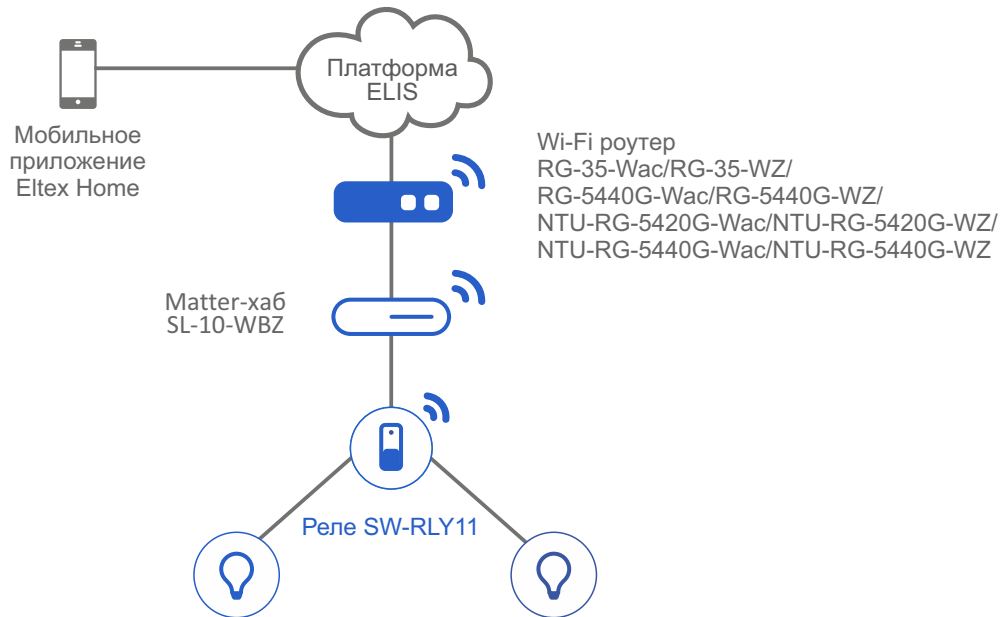 Платформа
ELIS
Мобильное
приложение
Eltex Home
Wi-Fi роутер
RG-35-Wac/RG-35-WZ/
RG-5440G-Wac/RG-5440G-WZ/
NTU-RG-5420G-Wac/NTU-RG-5420G-WZ/
NTU-RG-5440G-Wac/NTU-RG-5440G-WZ
Matter-хаб
SL-10-WBZ
Реле SW-RLY11